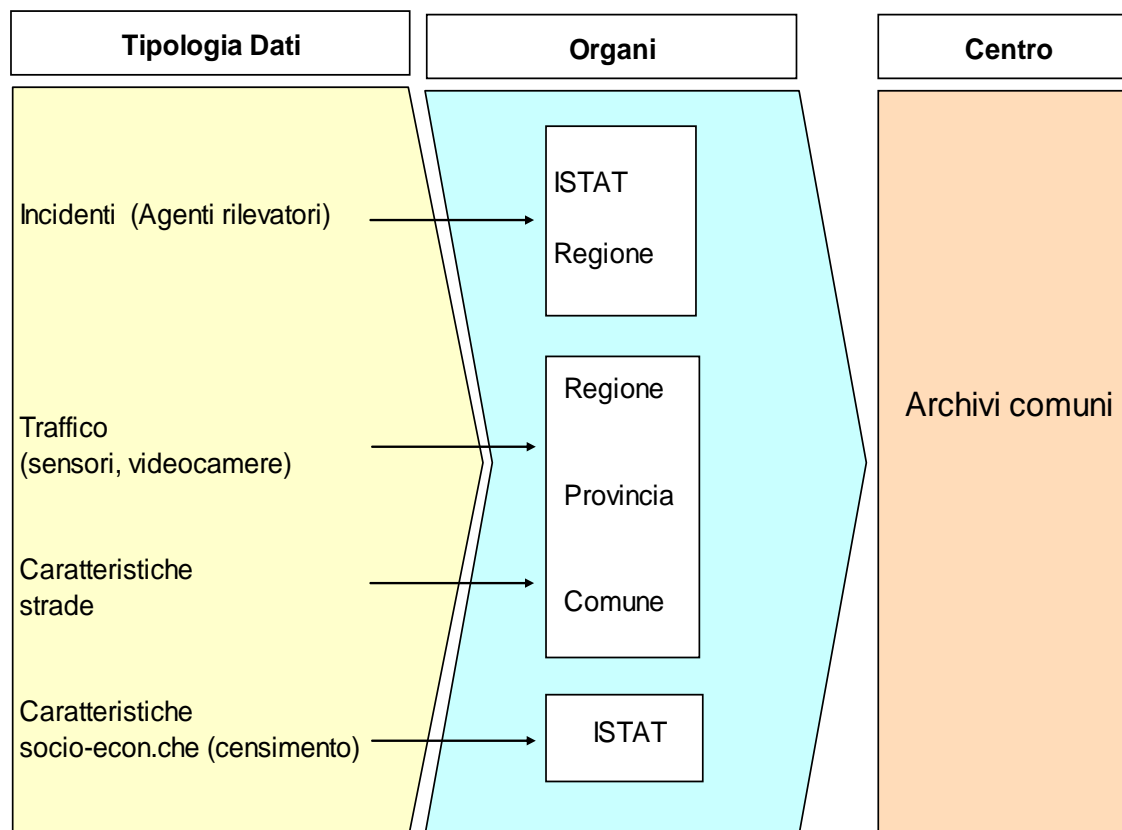 Tipologia Dati
Organi
Centro
Incidenti (Agenti rilevatori)
ISTAT
Regione
Traffico
(sensori, videocamere)
Caratteristiche
strade
Regione
Provincia
Comune
Archivi comuni
Caratteristiche
socio-econ.che (censimento)
ISTAT